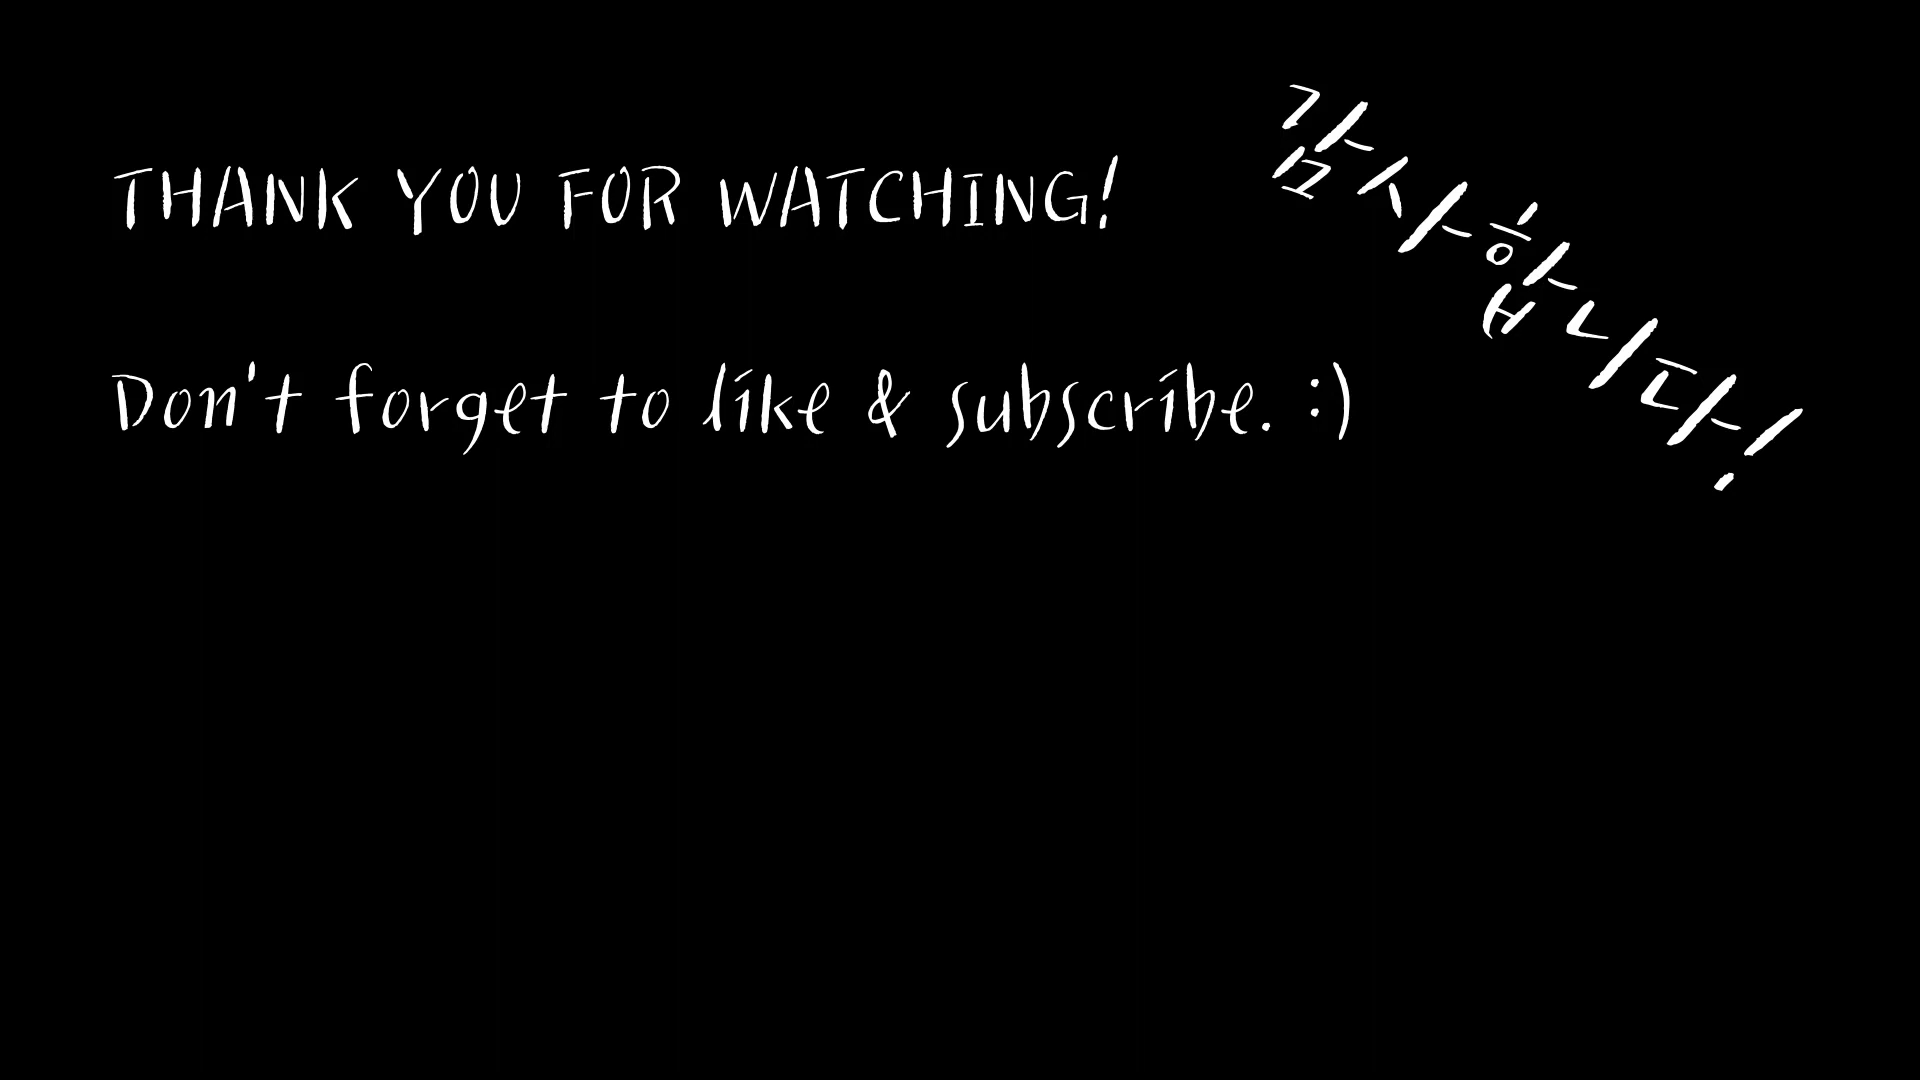 THANK YOU FOR WATCHING!
감사합니다!
Don't forget to like & subscribe. :)